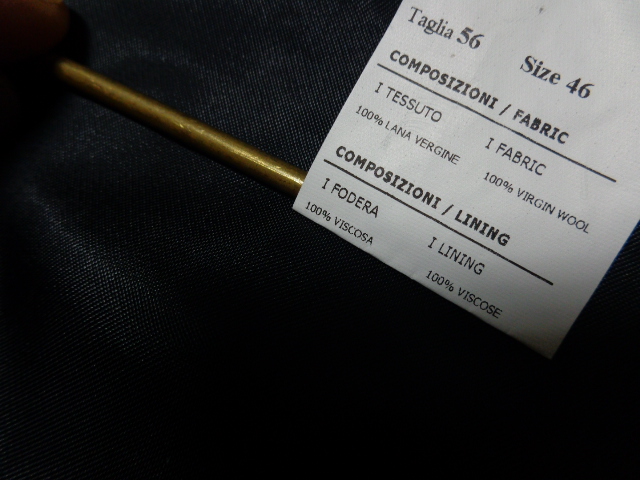 Taglia 56 Size 46
COMPOSIZIONI / FABRIC
I TESSUTO I FABRIC
100% LANA VERGINE 100% VIRGIN WOOL
COMPOSIZIONI / LINING
I FODERA I LINING
100% VISCOSA 100% VISCOSE